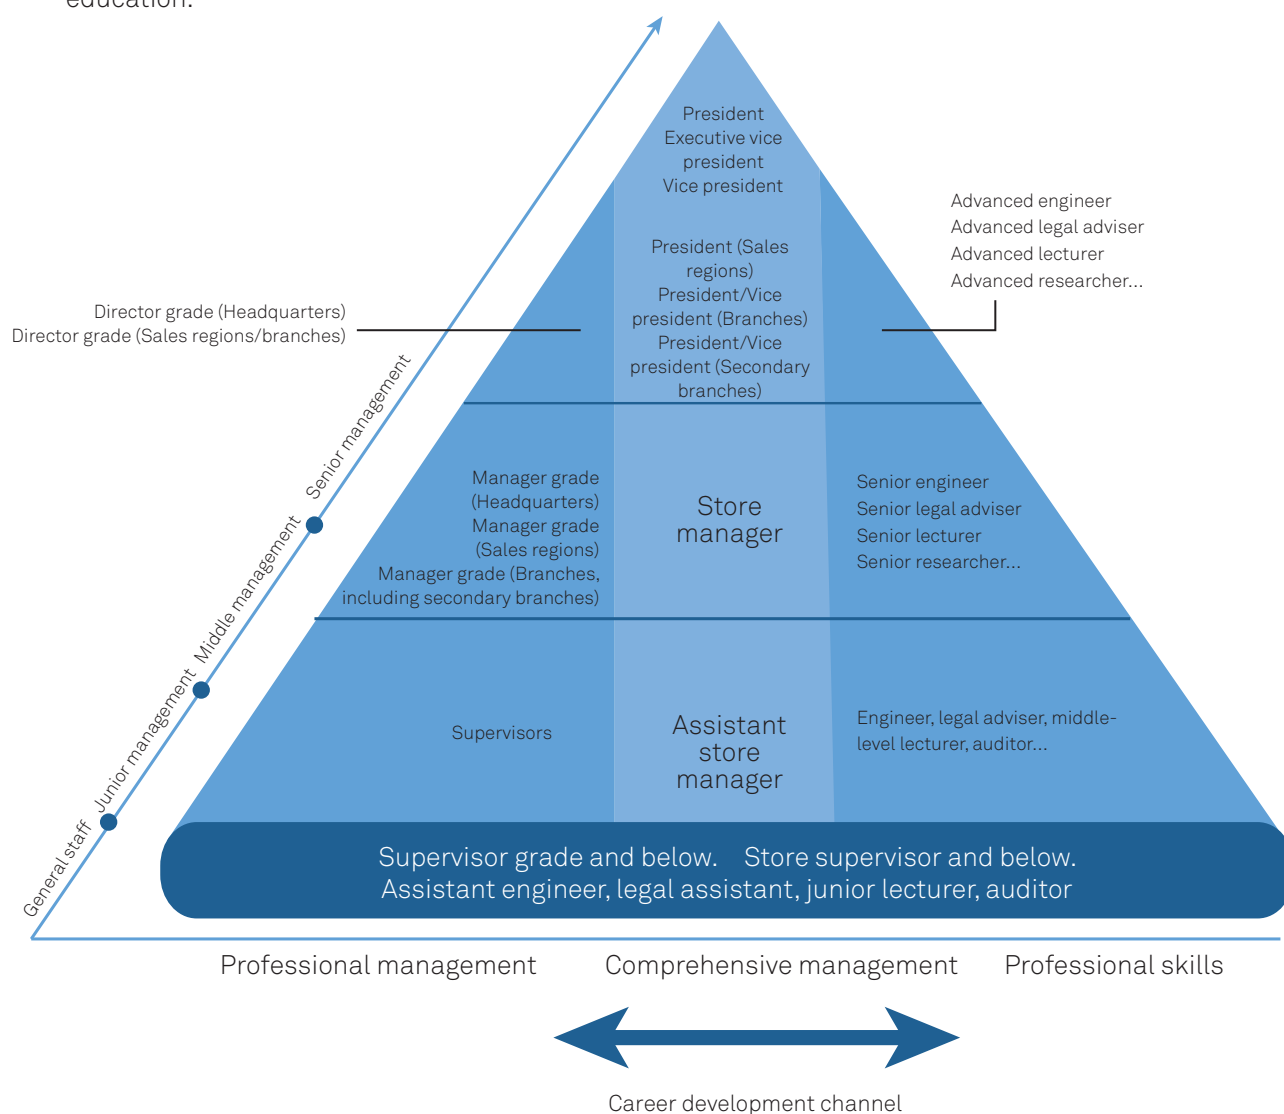 education.
President
Executive vice
president
Vice president
Advanced engineer
Advanced legal adviser
Advanced lecturer
Advanced researcher...
President (Sales
regions)
President/Vice
president (Branches)
President/Vice
president (Secondary
branches)
Director grade (Headquarters)
Director grade (Sales regions/branches)
Senior management
Manager grade
(Headquarters)
Manager grade
(Sales regions)
Manager grade (Branches,
including secondary branches)
Store
manager
Senior engineer
Senior legal adviser
Senior lecturer
Senior researcher...
Middle management
Supervisors
Assistant
store
manager
Engineer, legal adviser, middle-
level lecturer, auditor...
Junior management
General staff
Supervisor grade and below. Store supervisor and below.
Assistant engineer, legal assistant, junior lecturer, auditor
Professional management
Comprehensive management
Professional skills
Career development channel